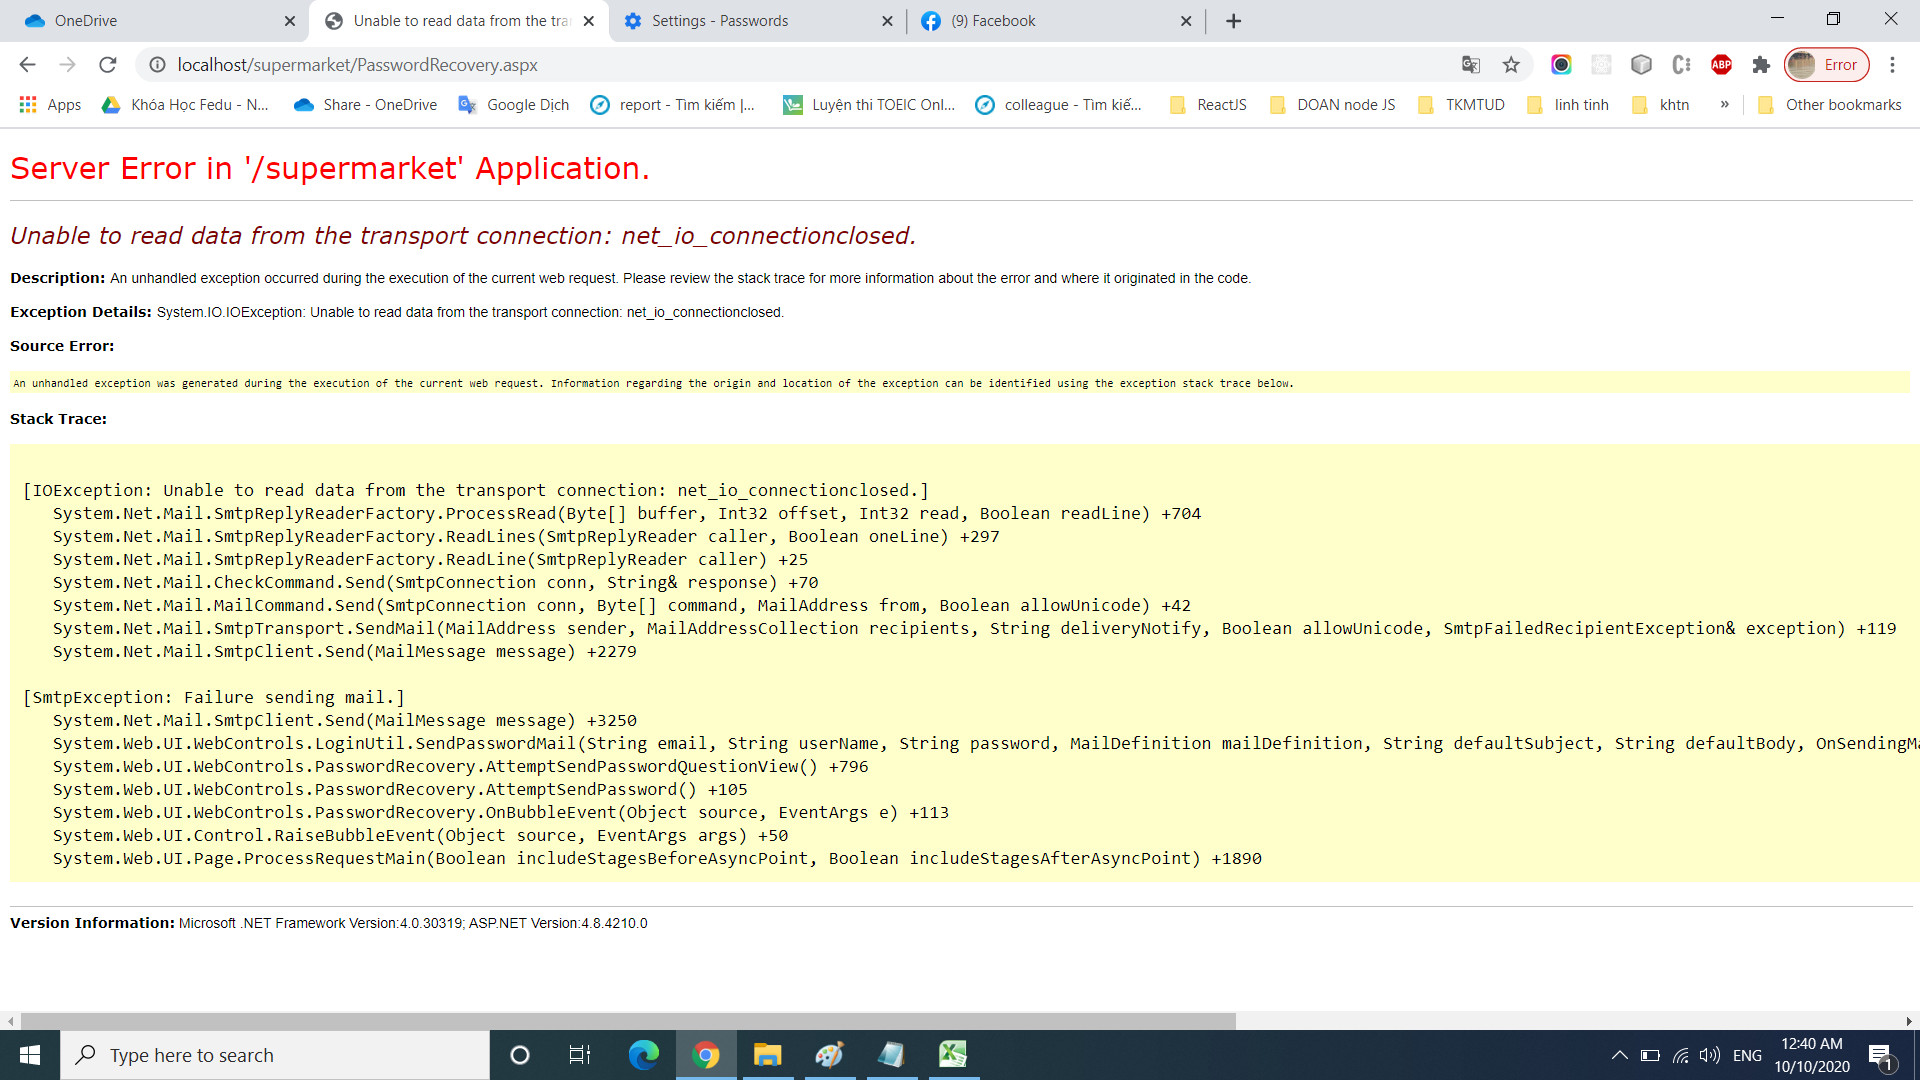 OneDrive
Unable to read data from the tra
Settings - Passwords
(9) Facebook
localhost/supermarket/PasswordRecovery.aspx
ABP
Error
Apps
Khóa Học Fedu - N...
Share - OneDrive
Google Dịch
report - Tìm kiếm |...
Luyện thi TOEIC Onl...
colleague - Tìm kiế...
ReactJS
DOAN node JS
TKMTUD
linh tinh
khtn
»
Other bookmarks
Server Error in '/supermarket' Application.
Unable to read data from the transport connection: net_io_connectionclosed.
Description: An unhandled exception occurred during the execution of the current web request. Please review the stack trace for more information about the error and where it originated in the code.
Exception Details: System.IO.IOException: Unable to read data from the transport connection: net_io_connectionclosed.
Source Error:
An unhandled exception was generated during the execution of the current web request. Information regarding the origin and location of the exception can be identified using the exception stack trace below.
Stack Trace:
[IOException: Unable to read data from the transport connection: net_io_connectionclosed.]
System.Net.Mail.SmtpReplyReaderFactory.ProcessRead(Byte[] buffer, Int32 offset, Int32 read, Boolean readLine) +704
System.Net.Mail.SmtpReplyReaderFactory.ReadLines(SmtpReplyReader caller, Boolean oneLine) +297
System.Net.Mail.SmtpReplyReaderFactory.ReadLine(SmtpReplyReader caller) +25
System.Net.Mail.CheckCommand.Send(SmtpConnection conn, String& response) +70
System.Net.Mail.MailCommand.Send(SmtpConnection conn, Byte[] command, MailAddress from, Boolean allowUnicode) +42
System.Net.Mail.SmtpTransport.SendMail(MailAddress sender, MailAddressCollection recipients, String deliveryNotify, Boolean allowUnicode, SmtpFailedRecipientException& exception) +119
System.Net.Mail.SmtpClient.Send(MailMessage message) +2279
[SmtpException: Failure sending mail.]
System.Net.Mail.SmtpClient.Send(MailMessage message) +3250
System.Web.UI.WebControls.LoginUtil.SendPasswordMail(String email, String userName, String password, MailDefinition mailDefinition, String defaultSubject, String defaultBody, OnSendingMa
System.Web.UI.WebControls.PasswordRecovery.AttemptSendPasswordQuestionView() +796
System.Web.UI.WebControls.PasswordRecovery.AttemptSendPassword() +105
System.Web.UI.WebControls.PasswordRecovery.OnBubbleEvent(Object source, EventArgs e) +113
System.Web.UI.Control.RaiseBubbleEvent(Object source, EventArgs args) +50
System.Web.UI.Page.ProcessRequestMain(Boolean includeStagesBeforeAsyncPoint, Boolean includeStagesAfterAsyncPoint) +1890
Version Information: Microsoft .NET Framework Version:4.0.30319; ASP.NET Version:4.8.4210.0
Type here to search
ENG
12:40 AM
10/10/2020
1